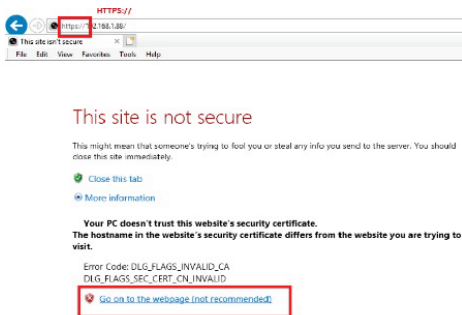 HTTPS://
https://192.168.1.88/
This site isn't secure
File Edit View Favorites Tools Help
This site is not secure
This might mean that someone's trying to fool you or steal any info you send to the server. You should
close this site immediately.
Close this tab
More information
Your PC doesn't trust this website's security certificate.
The hostname in the website's security certificate differs from the website you are trying to
visit.
Error Code: DLG_FLAGS_INVALID_CA
DLG_FLAGS_SEC_CERT_CN_INVALID
Go on to the webpage (not recommended)